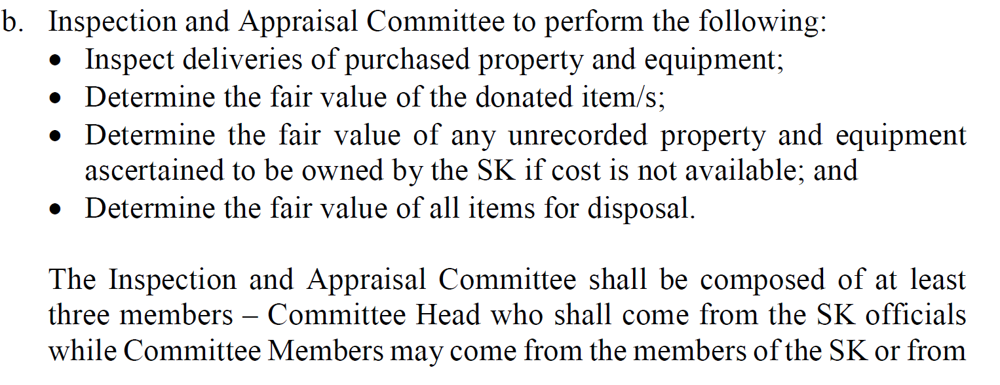 b. Inspection and Appraisal Committee to perform the following:
• Inspect deliveries of purchased property and equipment;
• Determine the fair value of the donated item/s;
• Determine the fair value of any unrecorded property and equipment
ascertained to be owned by the SK if cost is not available; and
• Determine the fair value of all items for disposal.
The Inspection and Appraisal Committee shall be composed of at least
three members – Committee Head who shall come from the SK officials
while Committee Members may come from the members of the SK or from